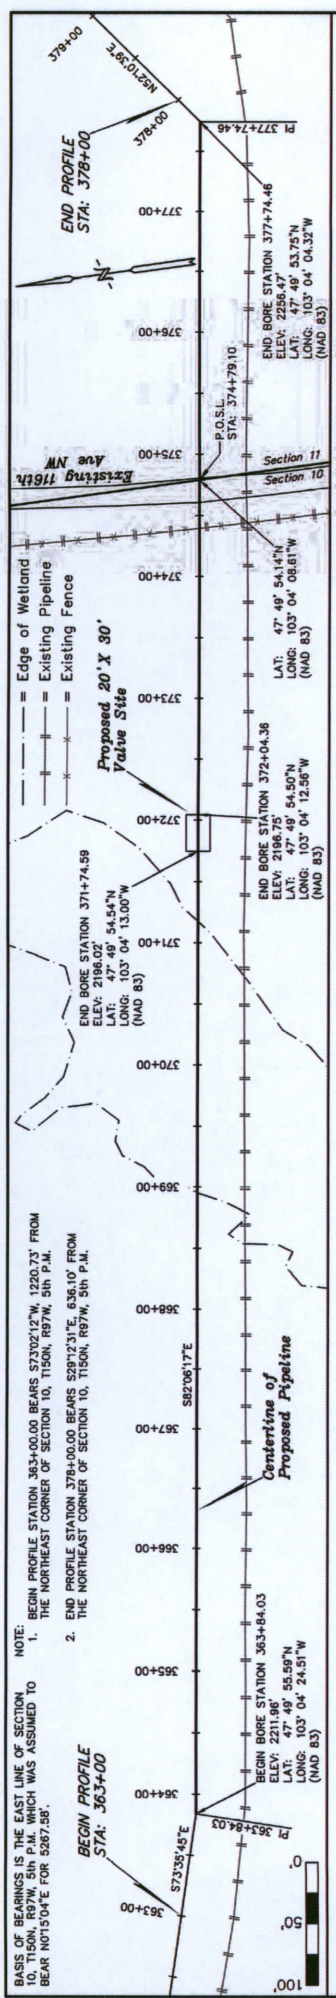 BASIS OF BEARINGS IS THE EAST LINE OF SECTION
10, T150N, R97W, 5th P.M. WHICH WAS ASSUMED TO
BEAR N0°15'04"E FOR 5267.58'.
NOTE:
1. BEGIN PROFILE STATION 363+00.00 BEARS S73°02'12"W, 1220.73' FROM
THE NORTHEAST CORNER OF SECTION 10, T150N, R97W, 5th P.M.
2. END PROFILE STATION 378+00.00 BEARS S29°12'31"E, 636.10' FROM
THE NORTHEAST CORNER OF SECTION 10, T150N, R97W, 5th P.M.
= Edge of Wetland
= Existing Pipeline
= Existing Fence
BEGIN PROFILE
STA: 363+00
END PROFILE
STA: 378+00
N
Existing 116th
Ave NW
Proposed 20' X 30'
Valve Site
END BORE STATION 371+74.59
ELEV: 2196.02'
LAT: 47° 49' 54.54"N
LONG: 103° 04' 13.00"W
(NAD 83)
S73°35'45"E
S82°06'17"E
N52°10'39"E
363+00
364+00
365+00
366+00
367+00
368+00
369+00
370+00
371+00
372+00
373+00
374+00
375+00
376+00
377+00
378+00
379+00
PI 363+84.03
PI 377+74.46
P.O.S.L.
STA: 374+79.10
Section 11
Section 10
Centerline of
Proposed Pipeline
BEGIN BORE STATION 363+84.03
ELEV: 2211.96'
LAT: 47° 49' 55.59"N
LONG: 103° 04' 24.51"W
(NAD 83)
END BORE STATION 372+04.36
ELEV: 2196.75'
LAT: 47° 49' 54.50"N
LONG: 103° 04' 12.56"W
(NAD 83)
LAT: 47° 49' 54.14"N
LONG: 103° 04' 08.61"W
(NAD 83)
END BORE STATION 377+74.46
ELEV: 2256.47'
LAT: 47° 49' 53.75"N
LONG: 103° 04' 04.32"W
(NAD 83)
100' 50' 0'